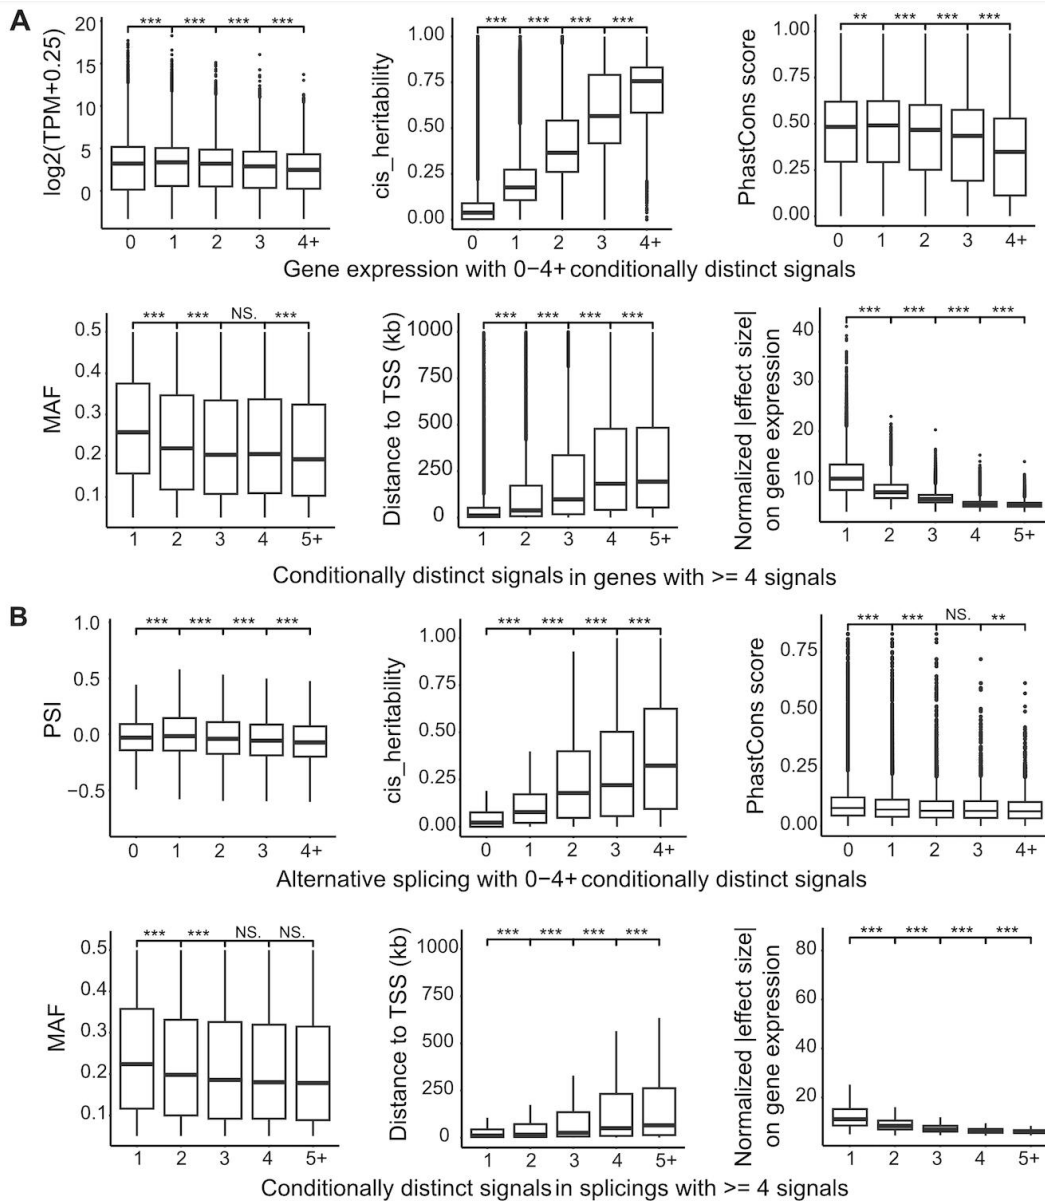 A
*** *** *** ***
log2(TPM+0.25)
20
15
10
5
0
0 1 2 3 4+
*** *** *** ***
cis_heritability
1.00
0.75
0.50
0.25
0.00
0 1 2 3 4+
** *** *** ***
PhastCons score
1.00
0.75
0.50
0.25
0.00
0 1 2 3 4+
Gene expression with 0−4+ conditionally distinct signals
*** *** NS. ***
MAF
0.5
0.4
0.3
0.2
0.1
1 2 3 4 5+
*** *** *** ***
Distance to TSS (kb)
1000
750
500
250
0
1 2 3 4 5+
*** *** *** ***
Normalized |effect size|
on gene expression
40
30
20
10
1 2 3 4 5+
Conditionally distinct signals in genes with >= 4 signals
B
*** *** *** ***
PSI
1.0
0.5
0.0
−0.5
0 1 2 3 4+
*** *** *** ***
cis_heritability
1.00
0.75
0.50
0.25
0.00
0 1 2 3 4+
*** *** NS. **
PhastCons score
0.75
0.50
0.25
0.00
0 1 2 3 4+
Alternative splicing with 0−4+ conditionally distinct signals
*** *** NS. NS.
MAF
0.5
0.4
0.3
0.2
0.1
1 2 3 4 5+
*** *** *** ***
Distance to TSS (kb)
1000
750
500
250
0
1 2 3 4 5+
*** *** *** ***
Normalized |effect size|
on gene expression
80
60
40
20
1 2 3 4 5+
Conditionally distinct signals in splicings with >= 4 signals